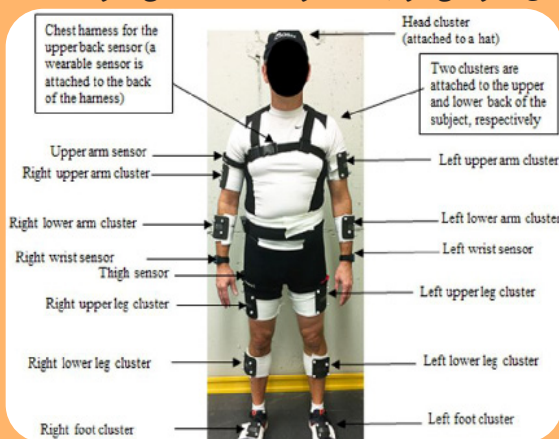 Chest harness for the
upper back sensor (a
wearable sensor is
attached to the back
of the harness)
Head cluster
(attached to a hat)
Two clusters are
attached to the upper
and lower back of the
subject, respectively
Upper arm sensor
Right upper arm cluster
Left upper arm cluster
Right lower arm cluster
Left lower arm cluster
Right wrist sensor
Left wrist sensor
Thigh sensor
Right upper leg cluster
Left upper leg cluster
Right lower leg cluster
Left lower leg cluster
Right foot cluster
Left foot cluster